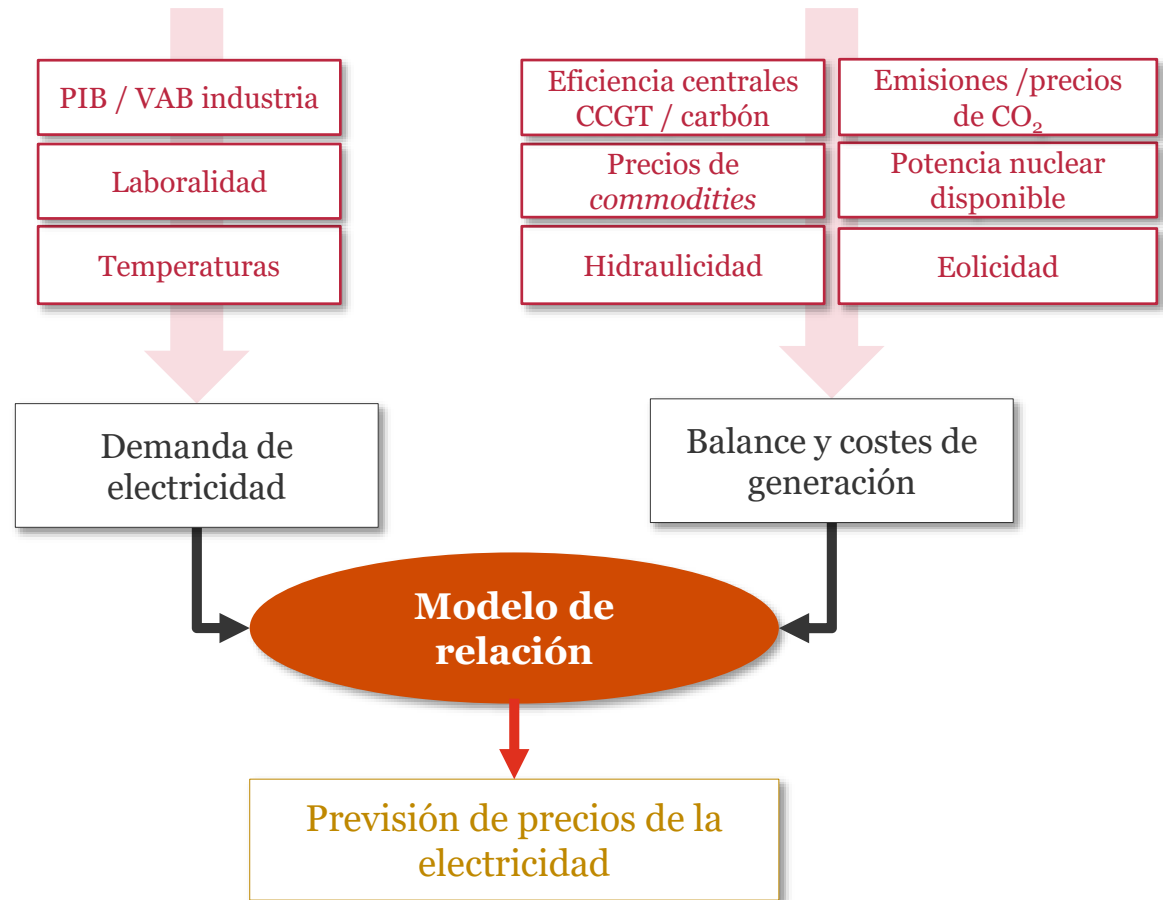 PIB / VAB industria
Laboralidad
Temperaturas
Eficiencia centrales
CCGT / carbón
Emisiones /precios
de CO₂
Precios de
commodities
Potencia nuclear
disponible
Hidraulicidad
Eolicidad
Demanda de
electricidad
Balance y costes de
generación
Modelo de
relación
Previsión de precios de la
electricidad